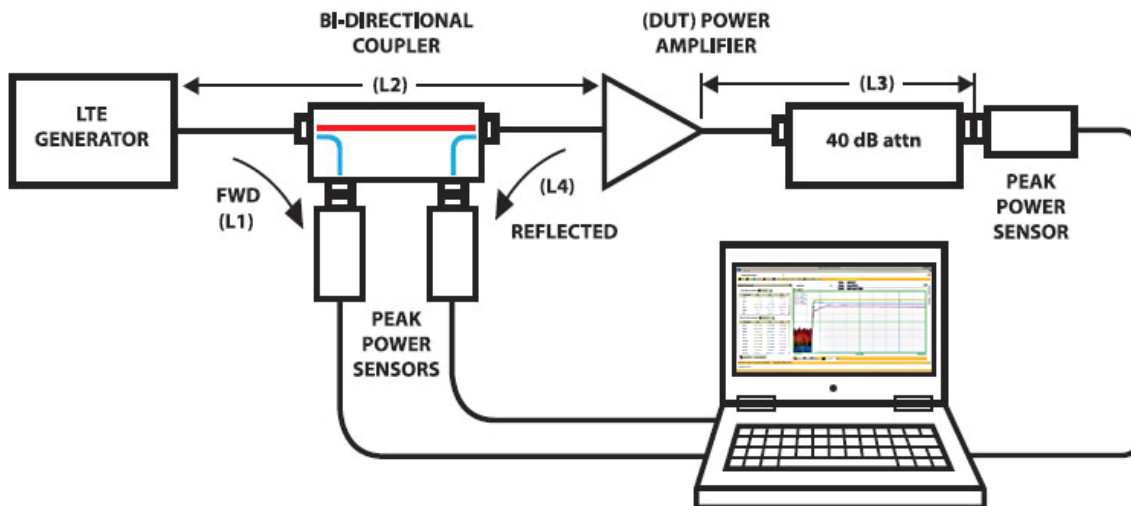 BI-DIRECTIONAL
COUPLER
(DUT) POWER
AMPLIFIER
(L2)
(L3)
LTE
GENERATOR
40 dB attn
FWD
(L1)
(L4)
REFLECTED
PEAK
POWER
SENSOR
PEAK
POWER
SENSORS